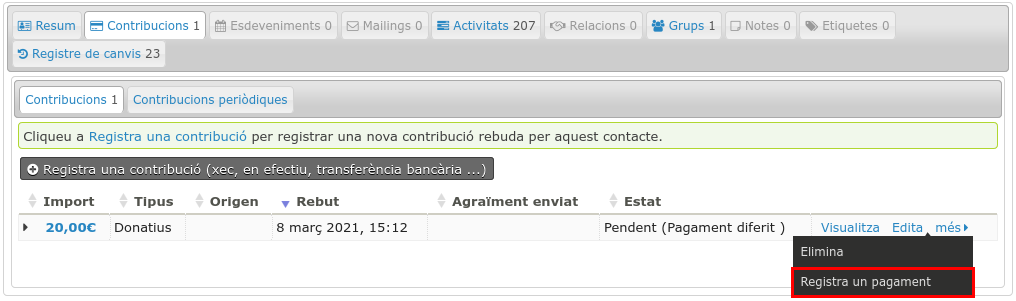 Resum Contribucions 1 Esdeveniments 0 Mailings 0 Activitats 207 Relacions 0 Grups 1 Notes 0 Etiquetes 0
Registre de canvis 23
Contribucions 1 Contribucions periòdiques
Cliqueu a Registra una contribució per registrar una nova contribució rebuda per aquest contacte.
Registra una contribució (xec, en efectiu, transferència bancària ...)
Import Tipus Origen Rebut Agraïment enviat Estat
20,00€ Donatius 8 març 2021, 15:12 Pendent (Pagament diferit ) Visualitza Edita més
Elimina
Registra un pagament